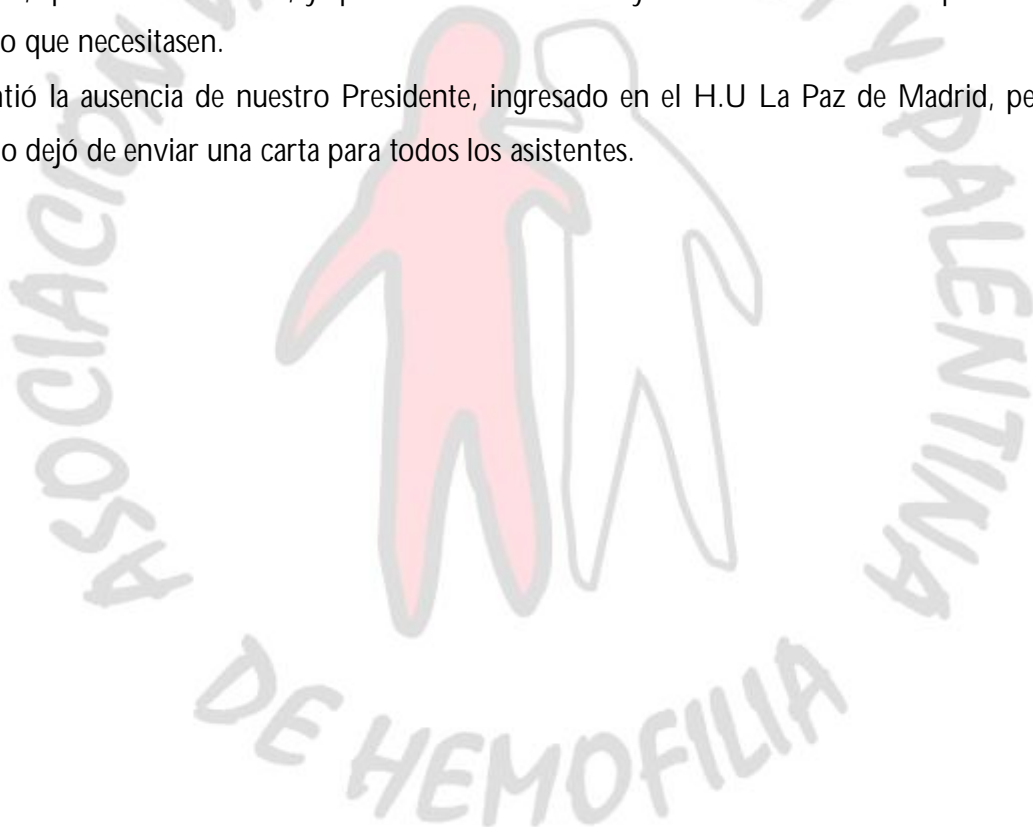 o que necesitasen.
ntió la ausencia de nuestro Presidente, ingresado en el H.U La Paz de Madrid, pe
o dejó de enviar una carta para todos los asistentes.
ASOCIACIÓN
Y PALENTINA
DE HEMOFILIA